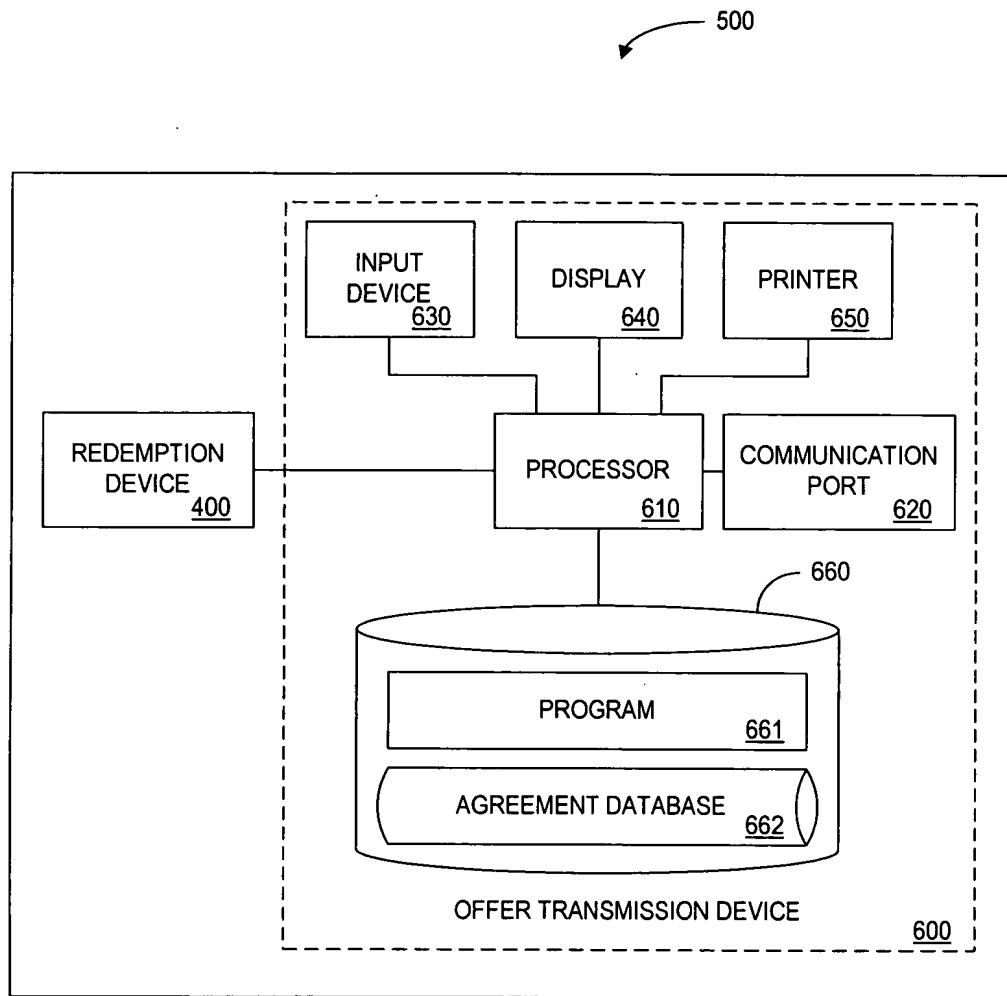 500
INPUT
DEVICE
630
DISPLAY
640
PRINTER
650
REDEMPTION
DEVICE
400
PROCESSOR
610
COMMUNICATION
PORT
620
660
PROGRAM
661
AGREEMENT DATABASE
662
OFFER TRANSMISSION DEVICE
600